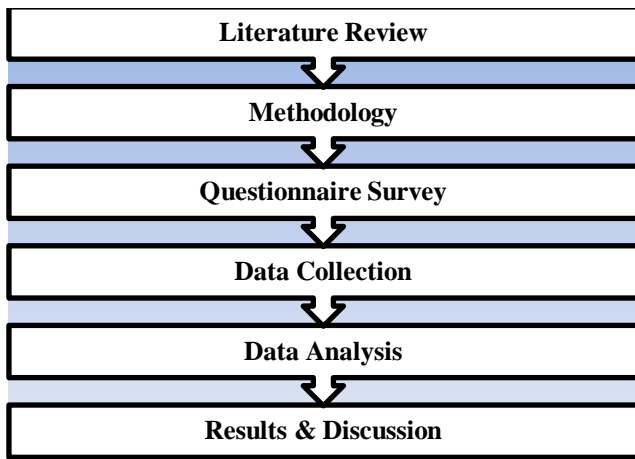 Literature Review
Methodology
Questionnaire Survey
Data Collection
Data Analysis
Results & Discussion